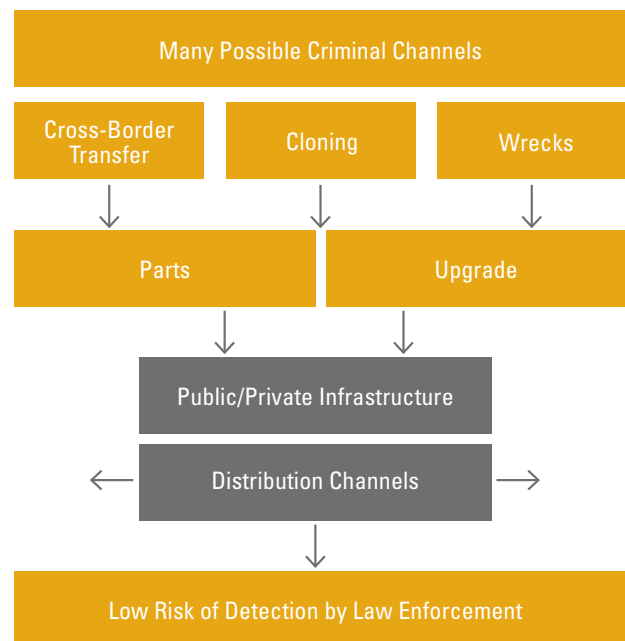 Many Possible Criminal Channels
Cross-Border
Transfer
Cloning
Wrecks
Parts
Upgrade
Public/Private Infrastructure
Distribution Channels
Low Risk of Detection by Law Enforcement